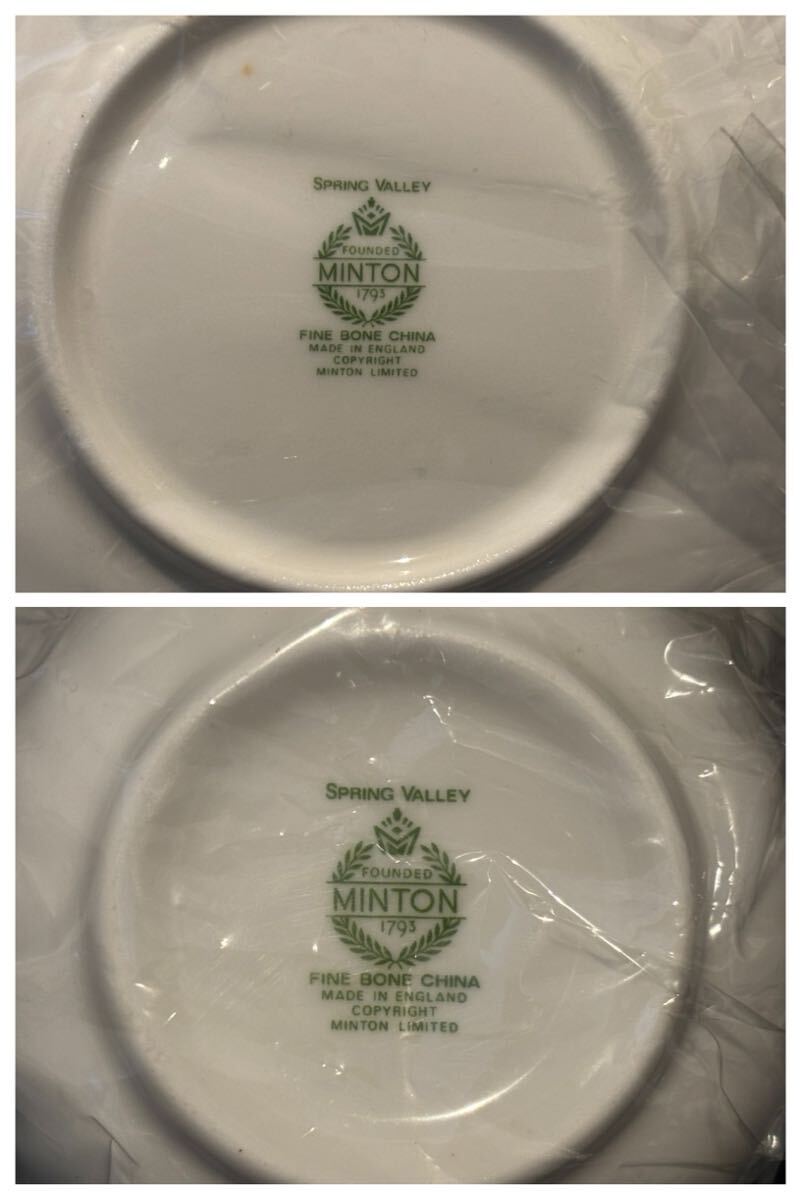 SPRING VALLEY
FOUNDED
MINTON
1793
FINE BONE CHINA
MADE IN ENGLAND
COPYRIGHT
MINTON LIMITED
SPRING VALLEY
FOUNDED
MINTON
1793
FINE BONE CHINA
MADE IN ENGLAND
COPYRIGHT
MINTON LIMITED